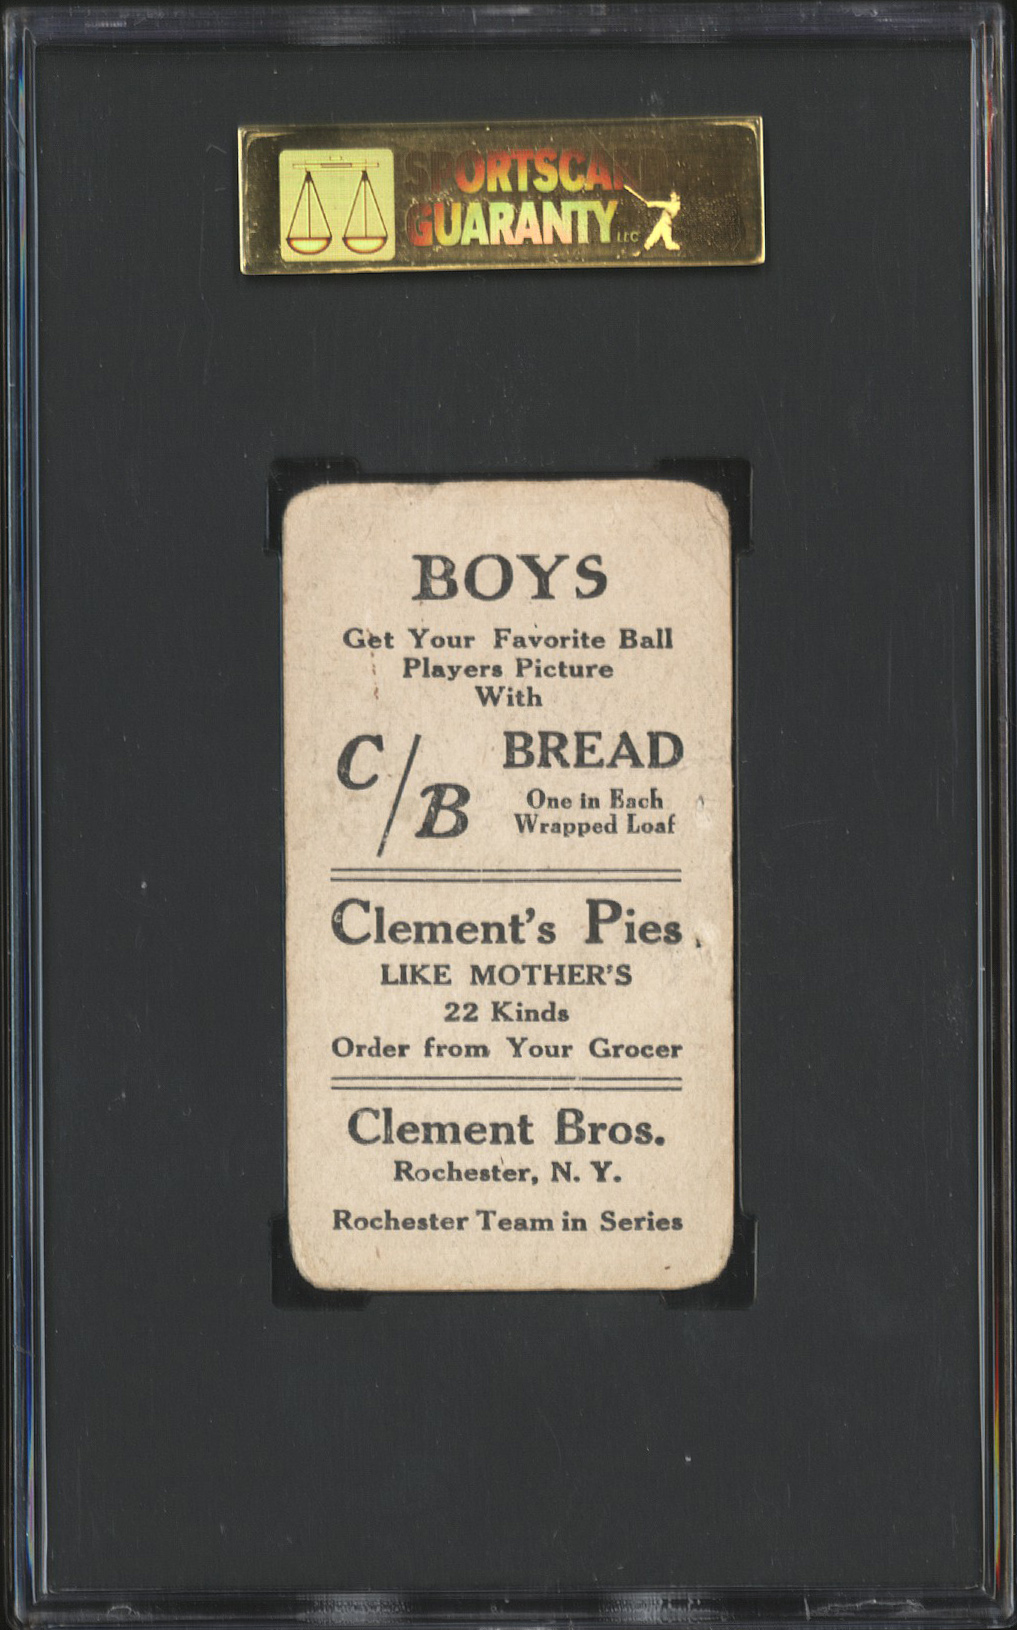 SPORTSCARD
GUARANTY LLC
BOYS
Get Your Favorite Ball
Players Picture
With
C/B BREAD
One in Each
Wrapped Loaf
Clement's Pies
LIKE MOTHER'S
22 Kinds
Order from Your Grocer
Clement Bros.
Rochester, N. Y.
Rochester Team in Series